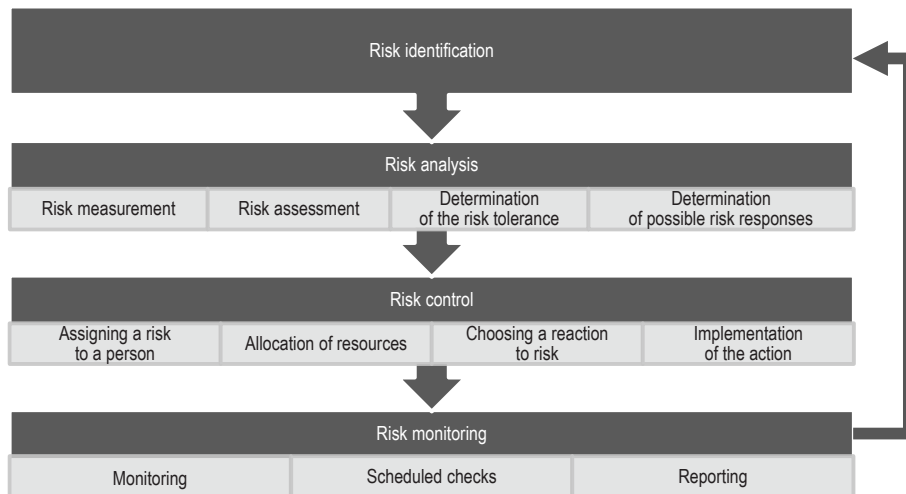 Risk identification
Risk analysis
Risk measurement
Risk assessment
Determination
of the risk tolerance
Determination
of possible risk responses
Risk control
Assigning a risk
to a person
Allocation of resources
Choosing a reaction
to risk
Implementation
of the action
Risk monitoring
Monitoring
Scheduled checks
Reporting